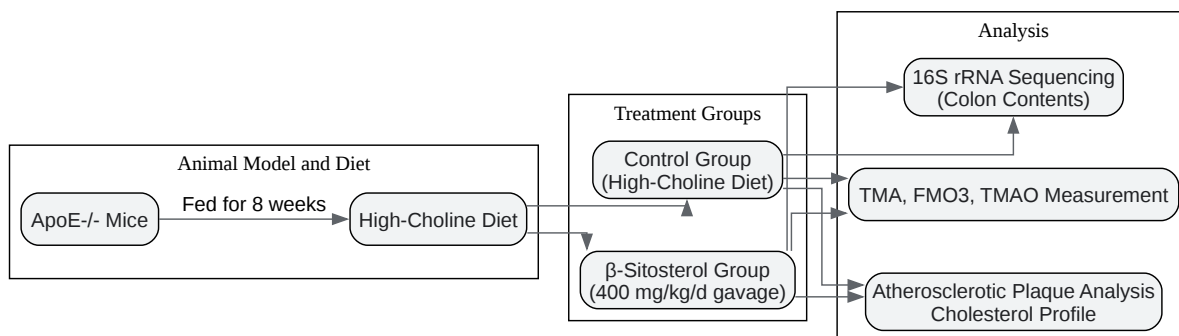 Animal Model and Diet
ApoE-/- Mice
Fed for 8 weeks
High-Choline Diet
Treatment Groups
Control Group
(High-Choline Diet)
β-Sitosterol Group
(400 mg/kg/d gavage)
Analysis
16S rRNA Sequencing
(Colon Contents)
TMA, FMO3, TMAO Measurement
Atherosclerotic Plaque Analysis
Cholesterol Profile